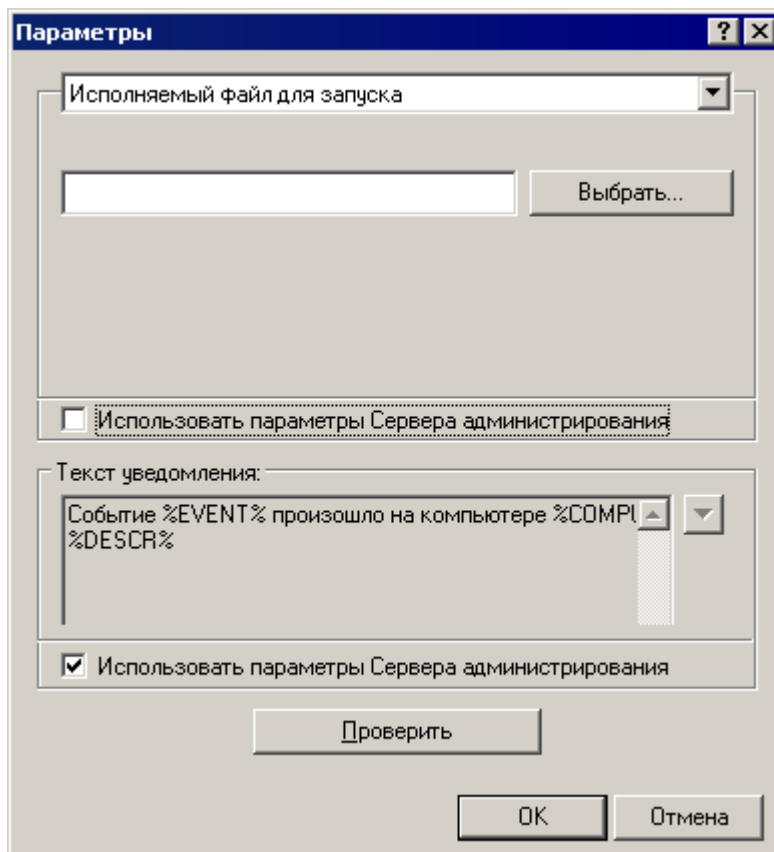 Параметры
Исполняемый файл для запуска
Выбрать...
Использовать параметры Сервера администрирования
Текст уведомления:
Событие %EVENT% произошло на компьютере
%DESCR%
Использовать параметры Сервера администрирования
Проверить
OK
Отмена